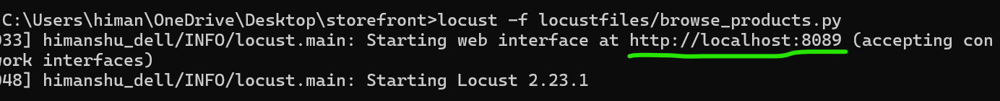 C:\Users\himan\OneDrive\Desktop\storefront>locust -f locustfiles/browse_products.py
033] himanshu_dell/INFO/locust.main: Starting web interface at http://localhost:8089 (accepting con
work interfaces)
048] himanshu_dell/INFO/locust.main: Starting Locust 2.23.1